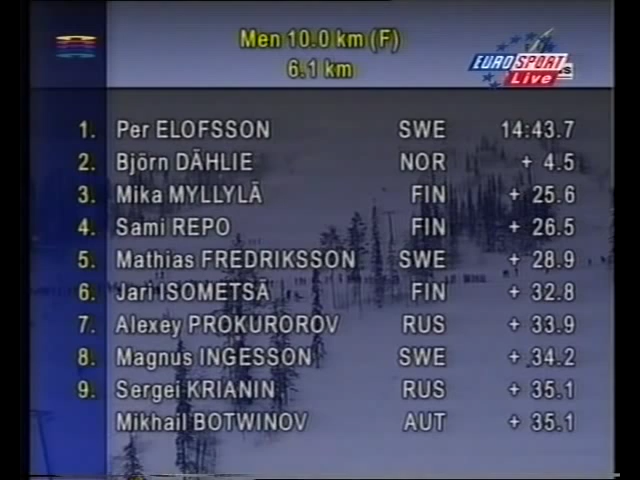 Men 10.0 km (F)
6.1 km
EUROSPORT
Live
1. Per ELOFSSON SWE 14:43.7
2. Björn DÄHLIE NOR + 4.5
3. Mika MYLLYLÄ FIN + 25.6
4. Sami REPO FIN + 26.5
5. Mathias FREDRIKSSON SWE + 28.9
6. Jari ISOMETSÄ FIN + 32.8
7. Alexey PROKUROROV RUS + 33.9
8. Magnus INGESSON SWE + 34.2
9. Sergei KRIANIN RUS + 35.1
Mikhail BOTWINOV AUT + 35.1